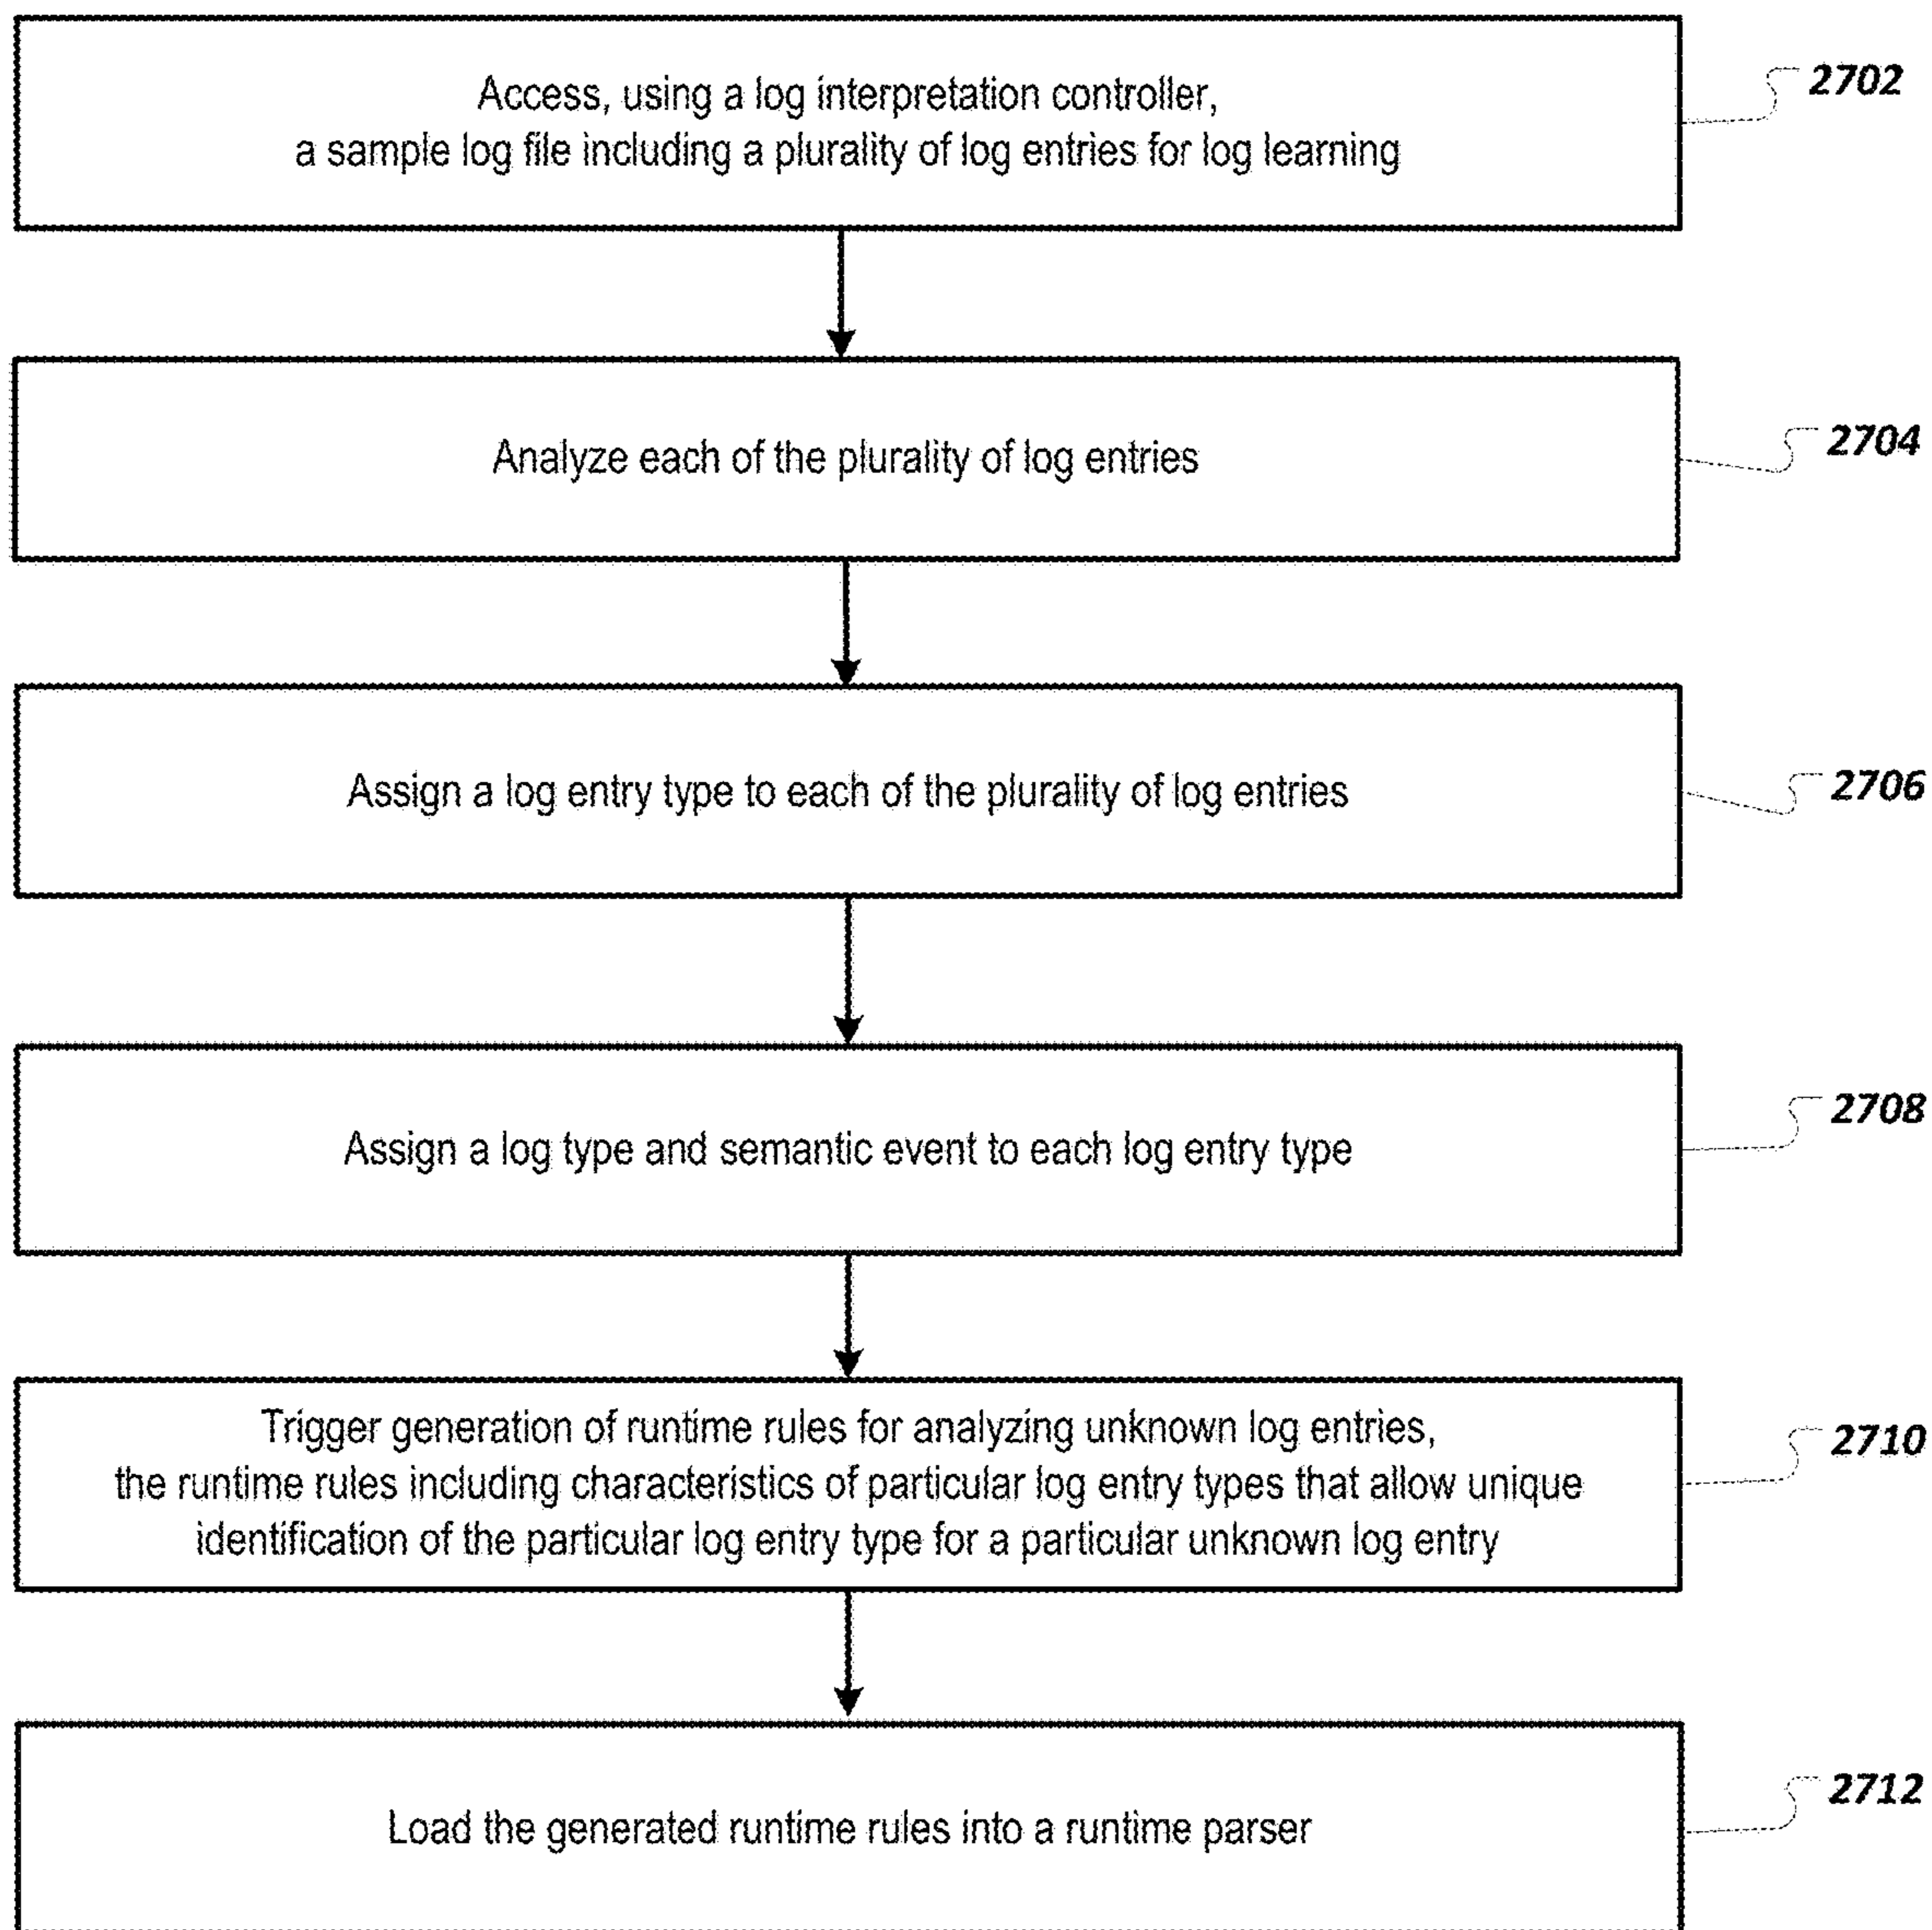 Access, using a log interpretation controller,
a sample log file including a plurality of log entries for log learning
2702
Analyze each of the plurality of log entries
2704
Assign a log entry type to each of the plurality of log entries
2706
Assign a log type and semantic event to each log entry type
2708
Trigger generation of runtime rules for analyzing unknown log entries,
the runtime rules including characteristics of particular log entry types that allow unique
identification of the particular log entry type for a particular unknown log entry
2710
Load the generated runtime rules into a runtime parser
2712